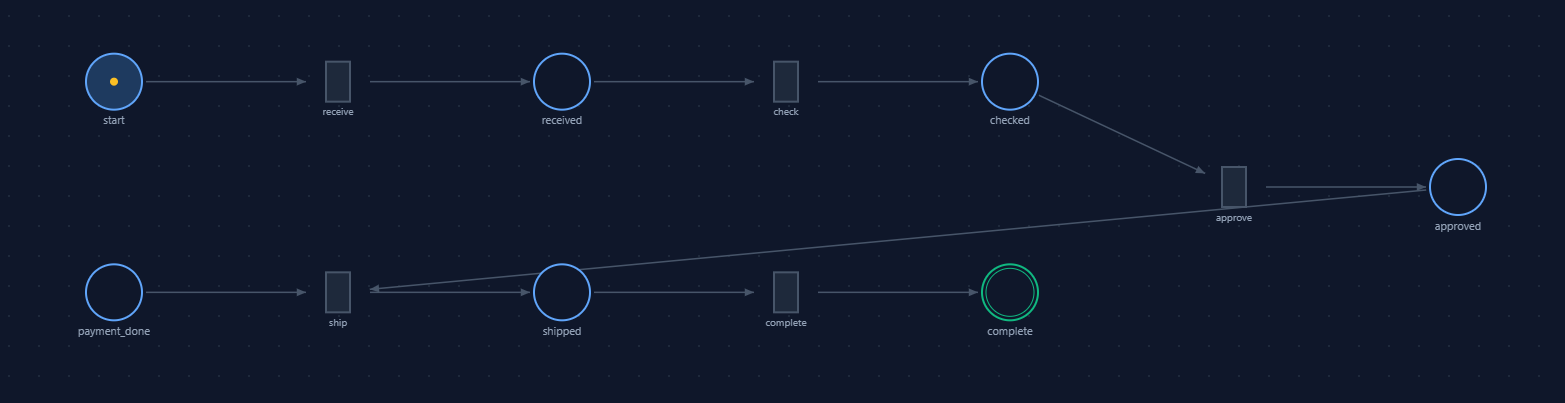 start
receive
received
check
checked
approve
approved
payment_done
ship
shipped
complete
complete